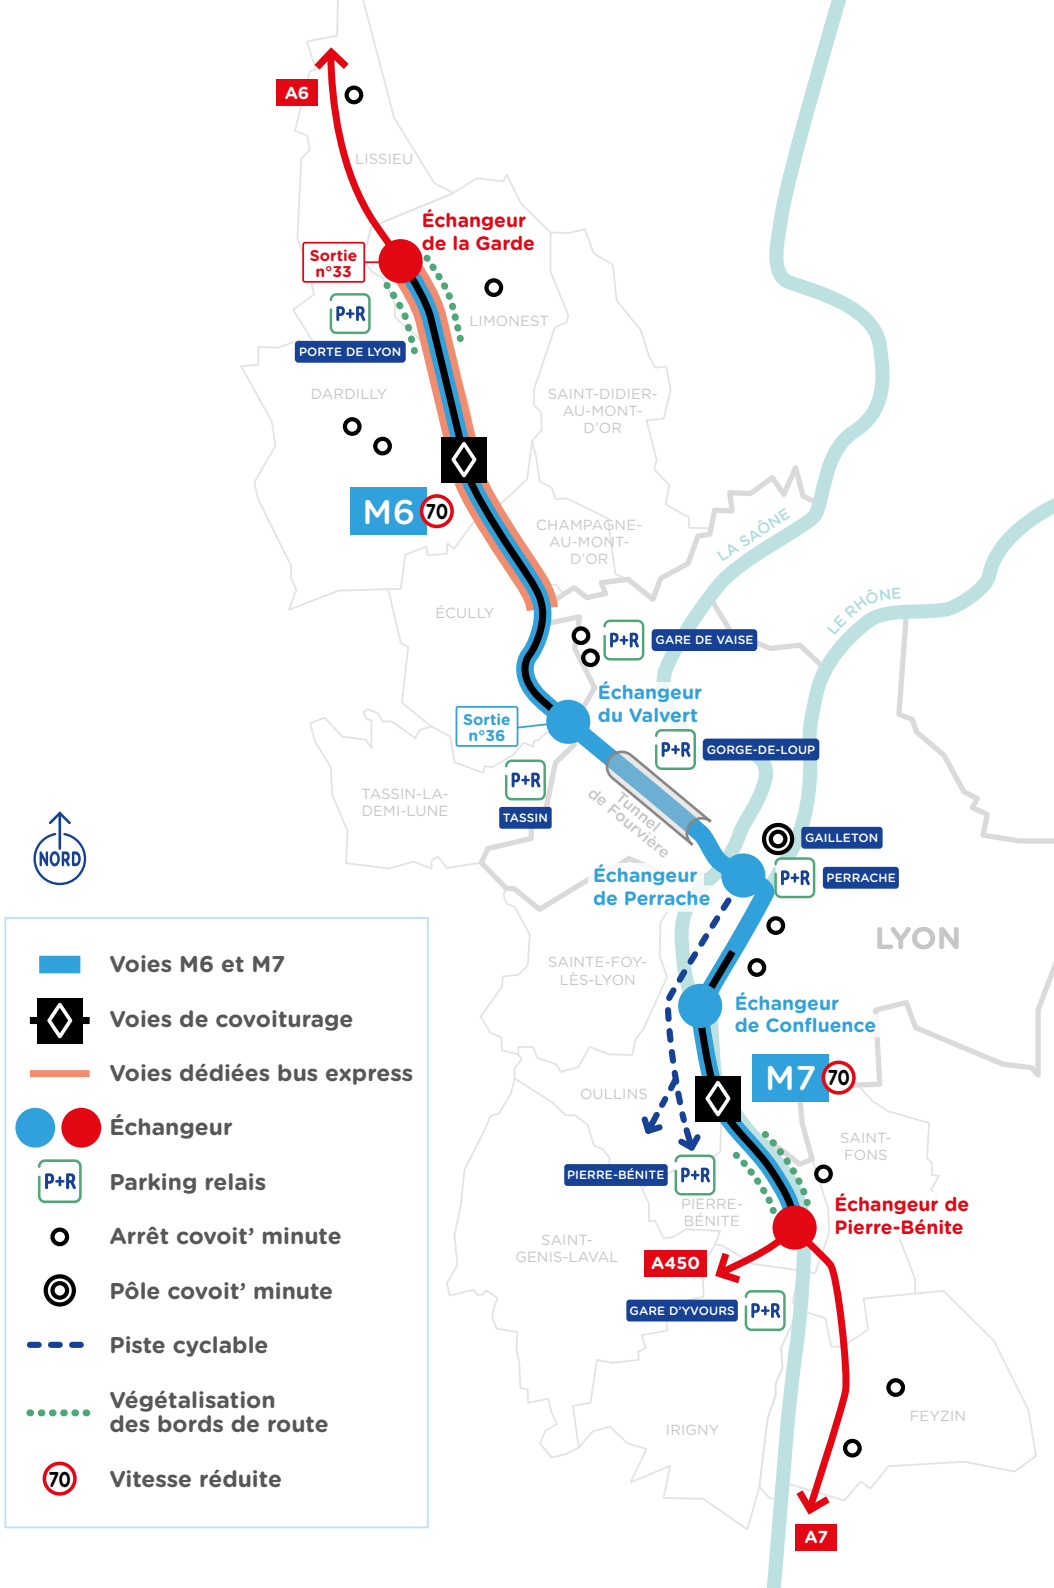 A6
LISSIEU
Échangeur
de la Garde
Sortie
n°33
P+R
PORTE DE LYON
LIMONEST
DARDILLY
SAINT-DIDIER-
AU-MONT-
D'OR
M6 70
CHAMPAGNE-
AU-MONT-
D'OR
LA SAÔNE
LE RHÔNE
ÉCULLY
P+R
GARE DE VAISE
Échangeur
du Valvert
Sortie
n°36
P+R
GORGE-DE-LOUP
P+R
TASSIN
TASSIN-LA-
DEMI-LUNE
Tunnel
de Fourvière
NORD
GAILLETON
Échangeur
de Perrache
P+R
PERRACHE
LYON
SAINTE-FOY-
LÈS-LYON
Échangeur
de Confluence
M7 70
OULLINS
SAINT-
FONS
PIERRE-BÉNITE
P+R
PIERRE-
BÉNITE
Échangeur de
Pierre-Bénite
SAINT-
GENIS-LAVAL
A450
GARE D'YVOURS
P+R
FEYZIN
IRIGNY
A7
Voies M6 et M7
Voies de covoiturage
Voies dédiées bus express
Échangeur
P+R
Parking relais
Arrêt covoit' minute
Pôle covoit' minute
Piste cyclable
Végétalisation
des bords de route
70
Vitesse réduite